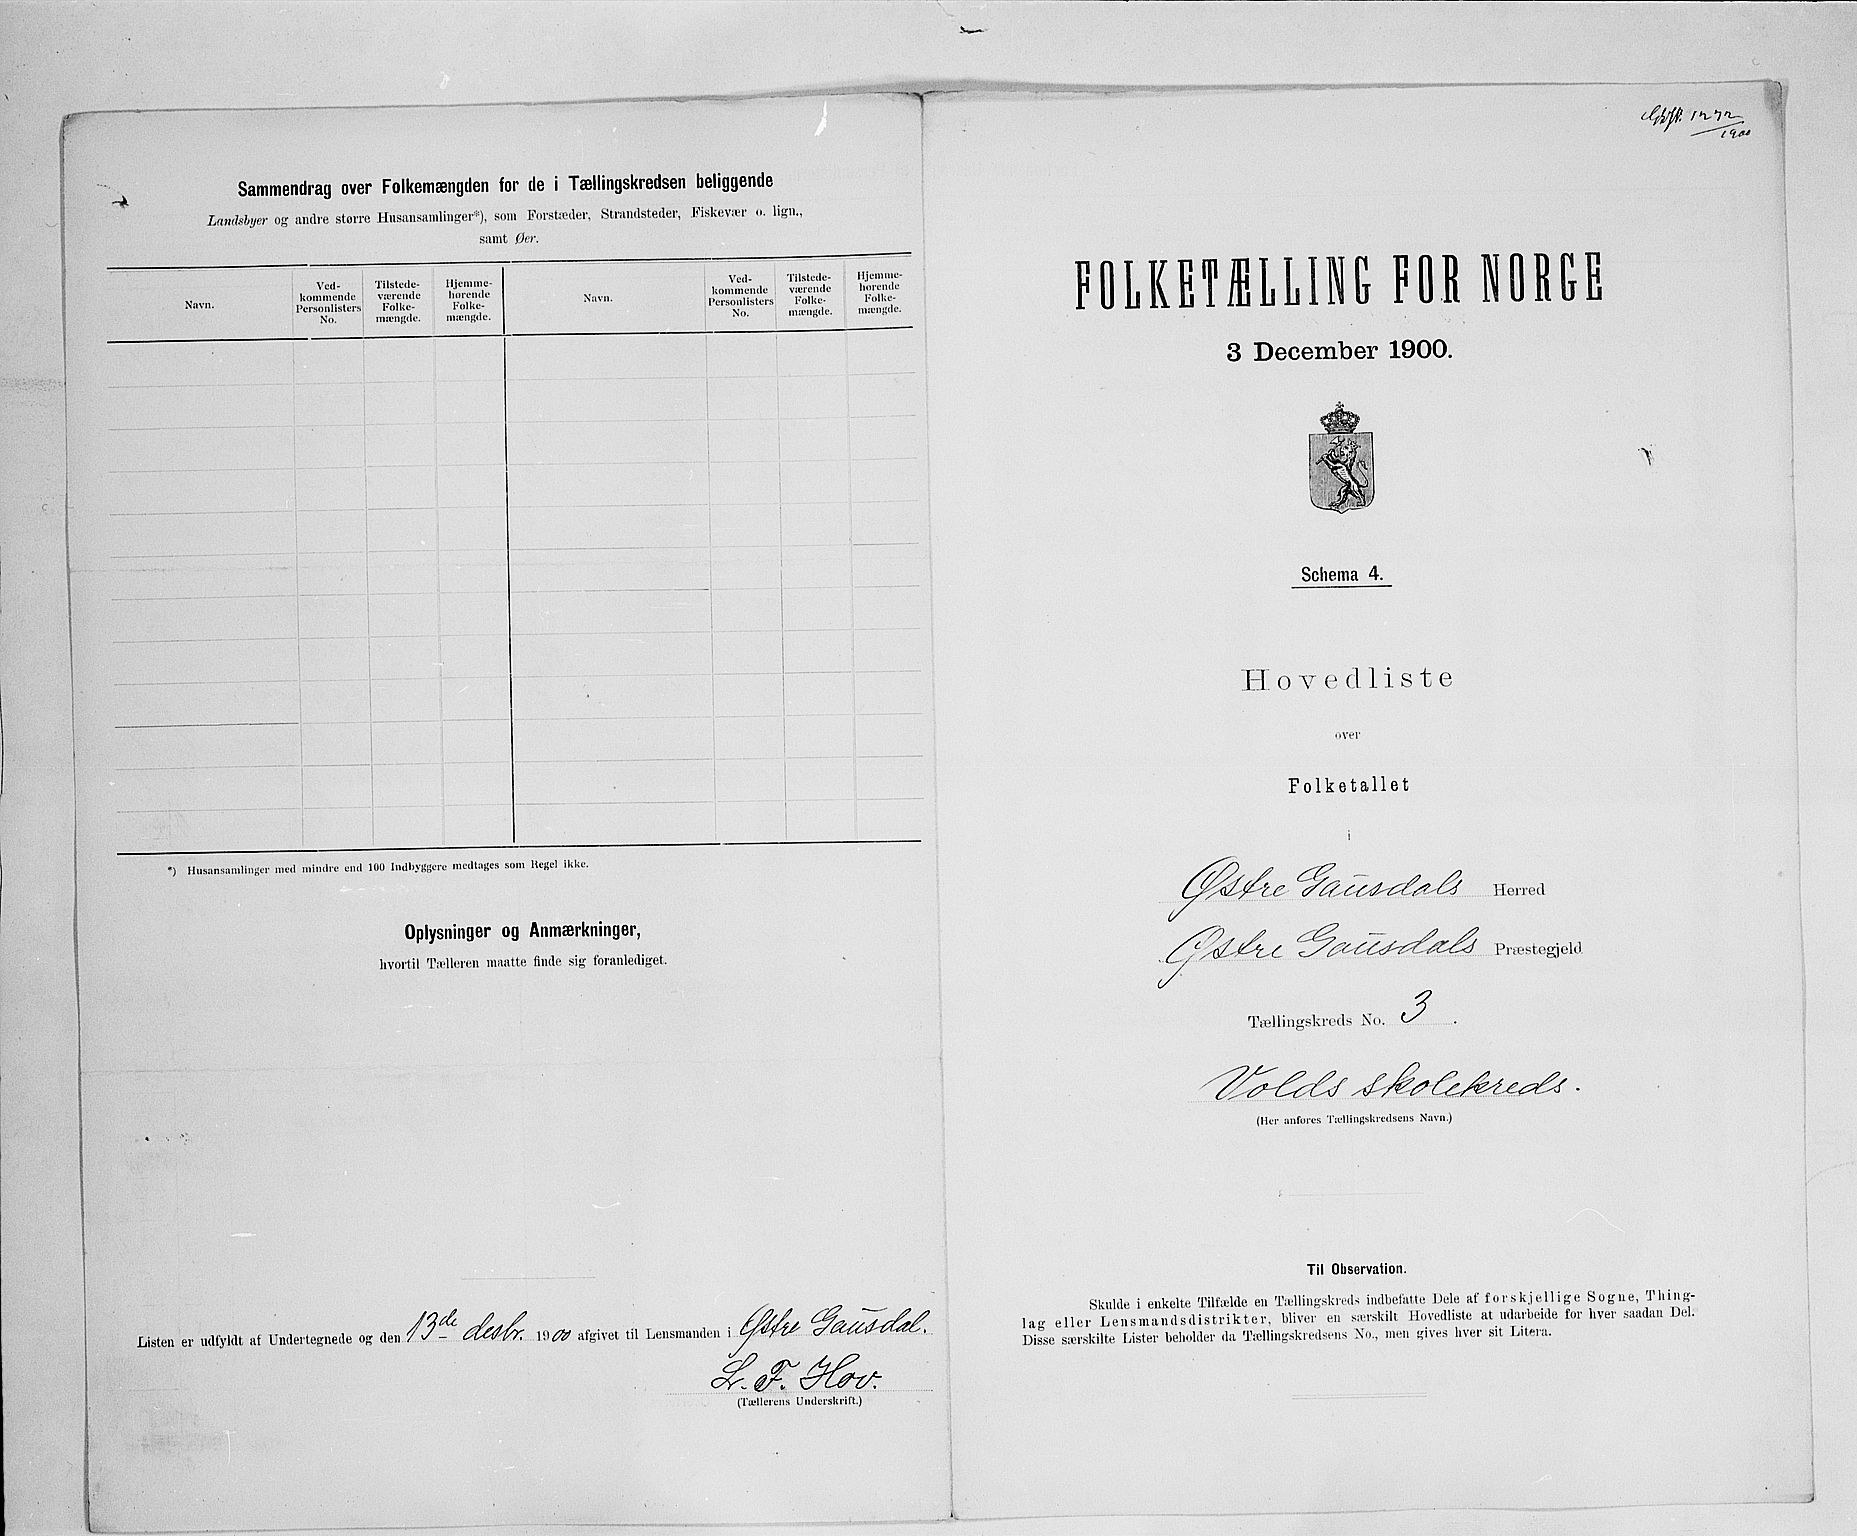 Sammendrag over Folkemængden for de i Tællingskredsen beliggende
Landsbyer og andre større Husansamlinger*), som Forstæder, Strandsteder, Fiskevær o. lign.,
samt Øer.
Navn.
Ved-
kommende
Personlisters
No.
Tilstede-
værende
Folke-
mængde.
Hjemme-
hørende
Folke-
mængde.
Navn.
Ved-
kommende
Personlisters
No.
Tilstede-
værende
Folke-
mængde.
Hjemme-
hørende
Folke-
mængde.
*) Husansamlinger med mindre end 100 Indbyggere medtages som Regel ikke.
Oplysninger og Anmærkninger,
hvortil Tælleren maatte finde sig foranlediget.
Listen er udfyldt af Undertegnede og den 13de desbr. 1900 afgivet til Lensmanden i Østre Gausdal.
L. F. Hov.
(Tællerens Underskrift.)
1272
1900
FOLKETÆLLING FOR NORGE
3 December 1900.
Schema 4.
Hovedliste
over
Folketallet
i
Østre Gausdals Herred
Østre Gausdals Præstegjeld
Tællingskreds No. 3.
Volds skolekreds.
(Her anføres Tællingskredsens Navn.)
Til Observation.
Skulde i enkelte Tilfælde en Tællingskreds indbefatte Dele af forskjellige Sogne, Thing-
lag eller Lensmandsdistrikter, bliver en særskilt Hovedliste at udarbeide for hver saadan Del.
Disse særskilte Lister beholder da Tællingskredsens No., men gives hver sit Litera.